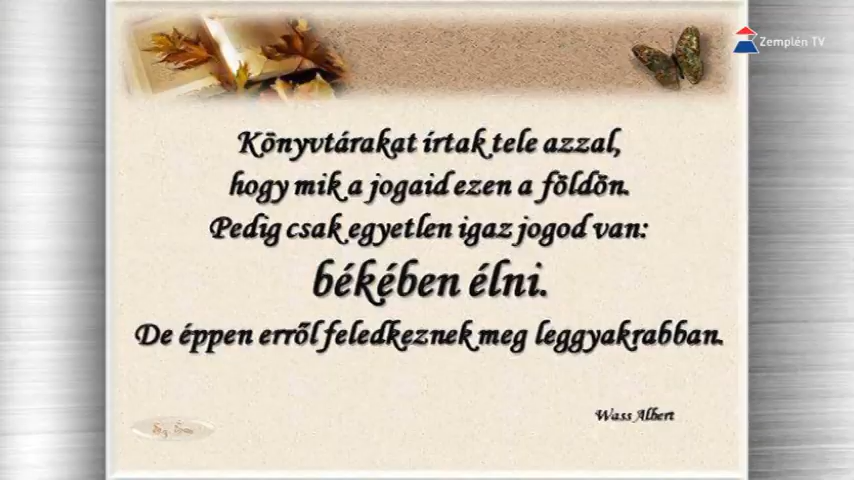 Zemplén TV
Könyvtárakat írtak tele azzal,
hogy mik a jogaid ezen a földön.
Pedig csak egyetlen igaz jogod van:
békében élni.
De éppen erről feledkeznek meg leggyakrabban.
Wass Albert